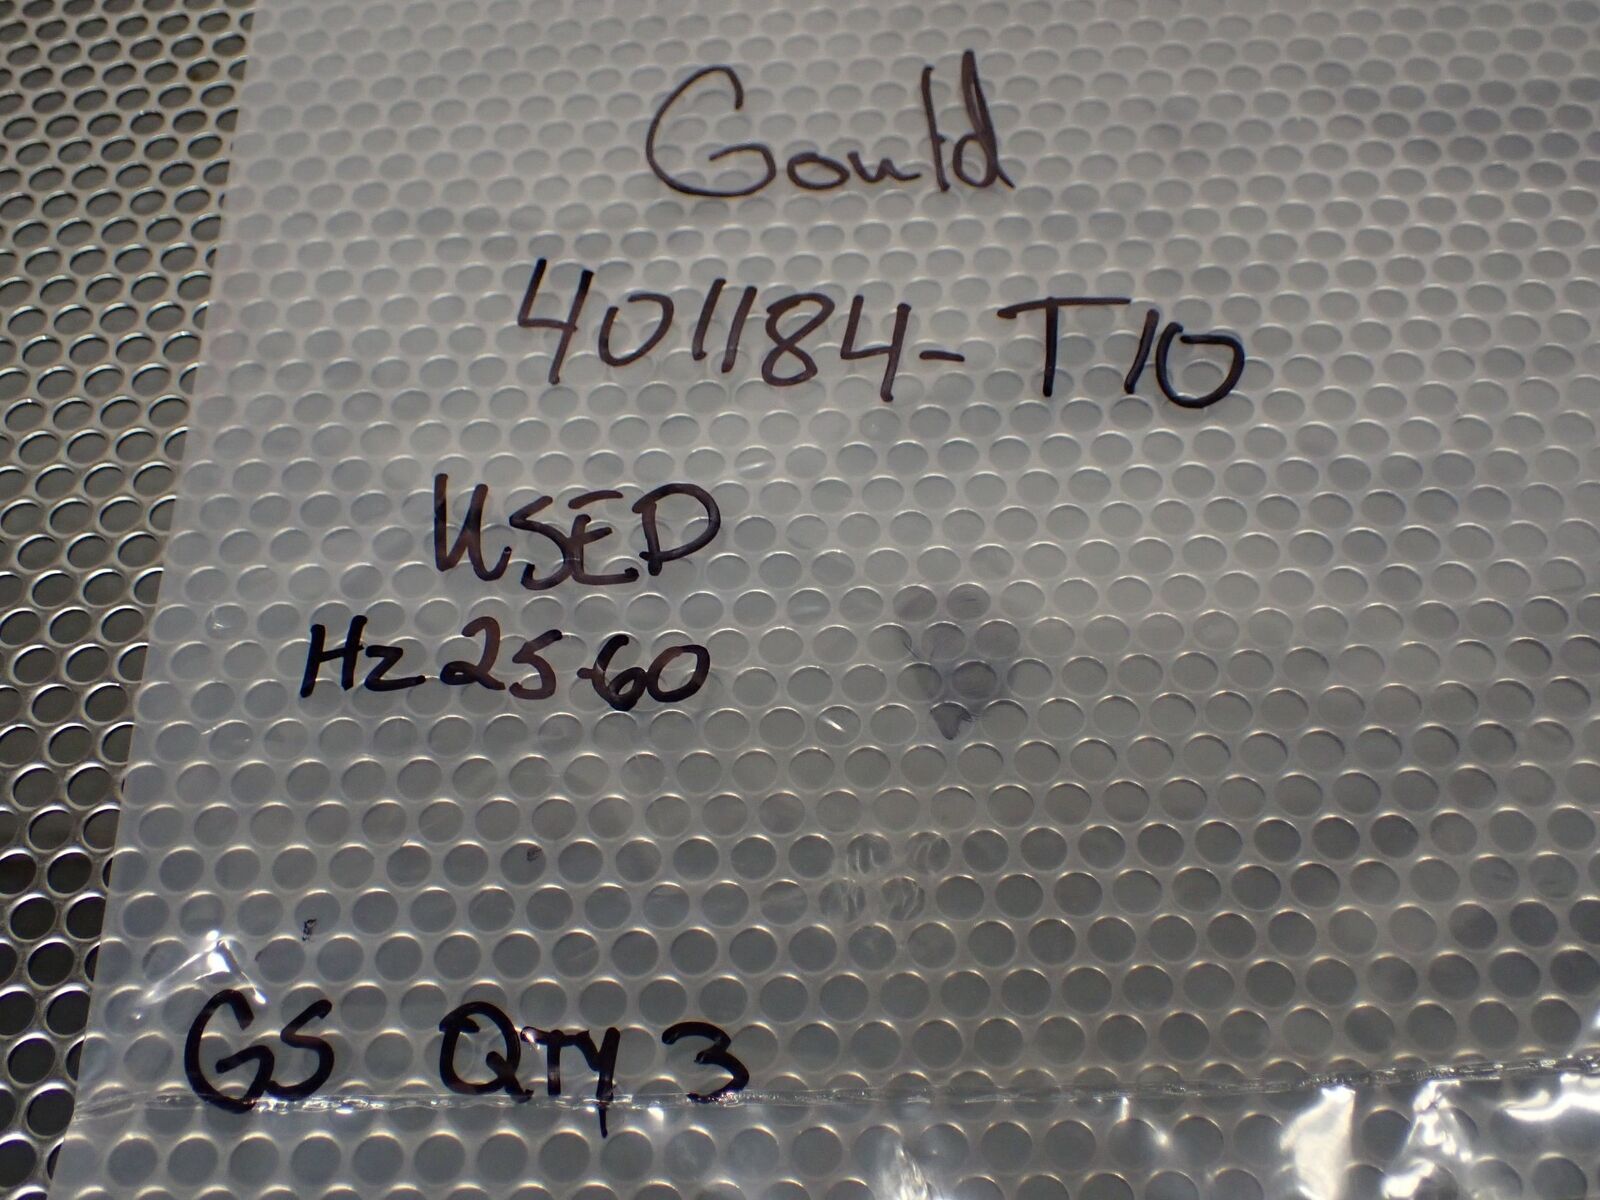 Gould
401184-T10
USED
Hz 25-60
GS QTY 3